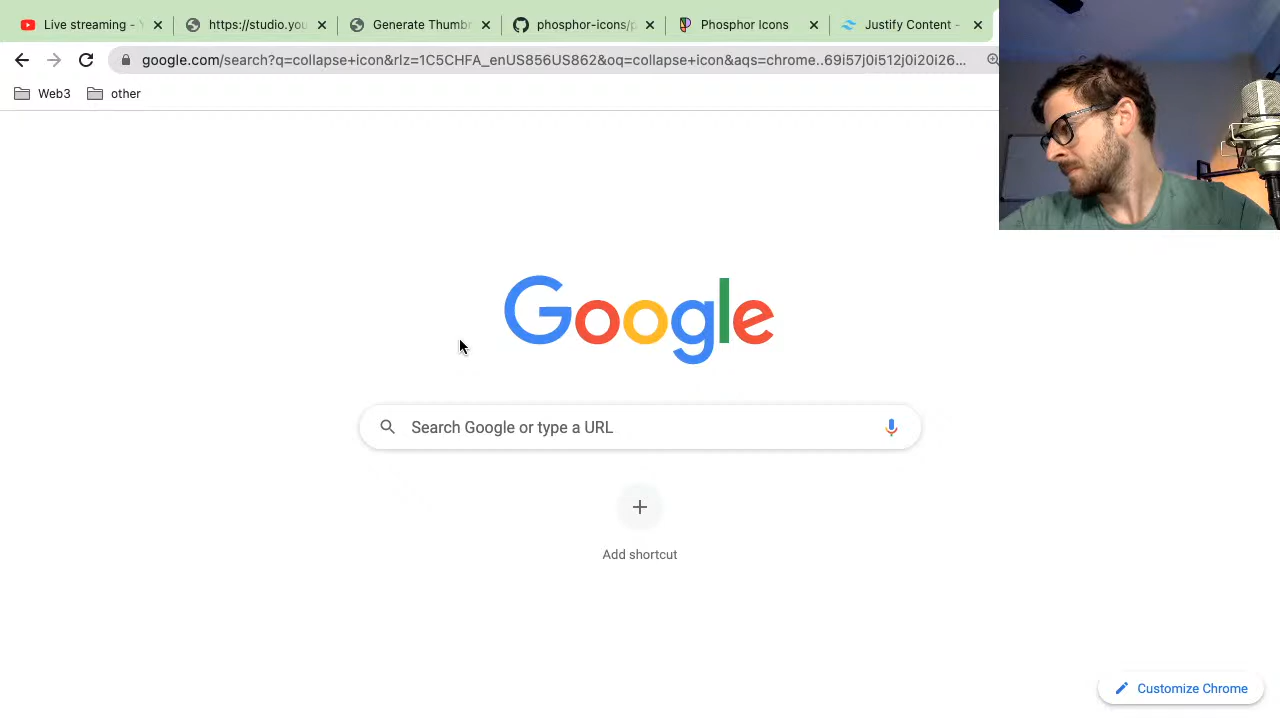 Live streaming - Y
https://studio.you
Generate Thumbn
phosphor-icons/p
Phosphor Icons
Justify Content -
google.com/search?q=collapse+icon&rlz=1C5CHFA_enUS856US862&oq=collapse+icon&aqs=chrome..69i57j0i512j0i20i26...
Web3
other
Google
Search Google or type a URL
Add shortcut
Customize Chrome